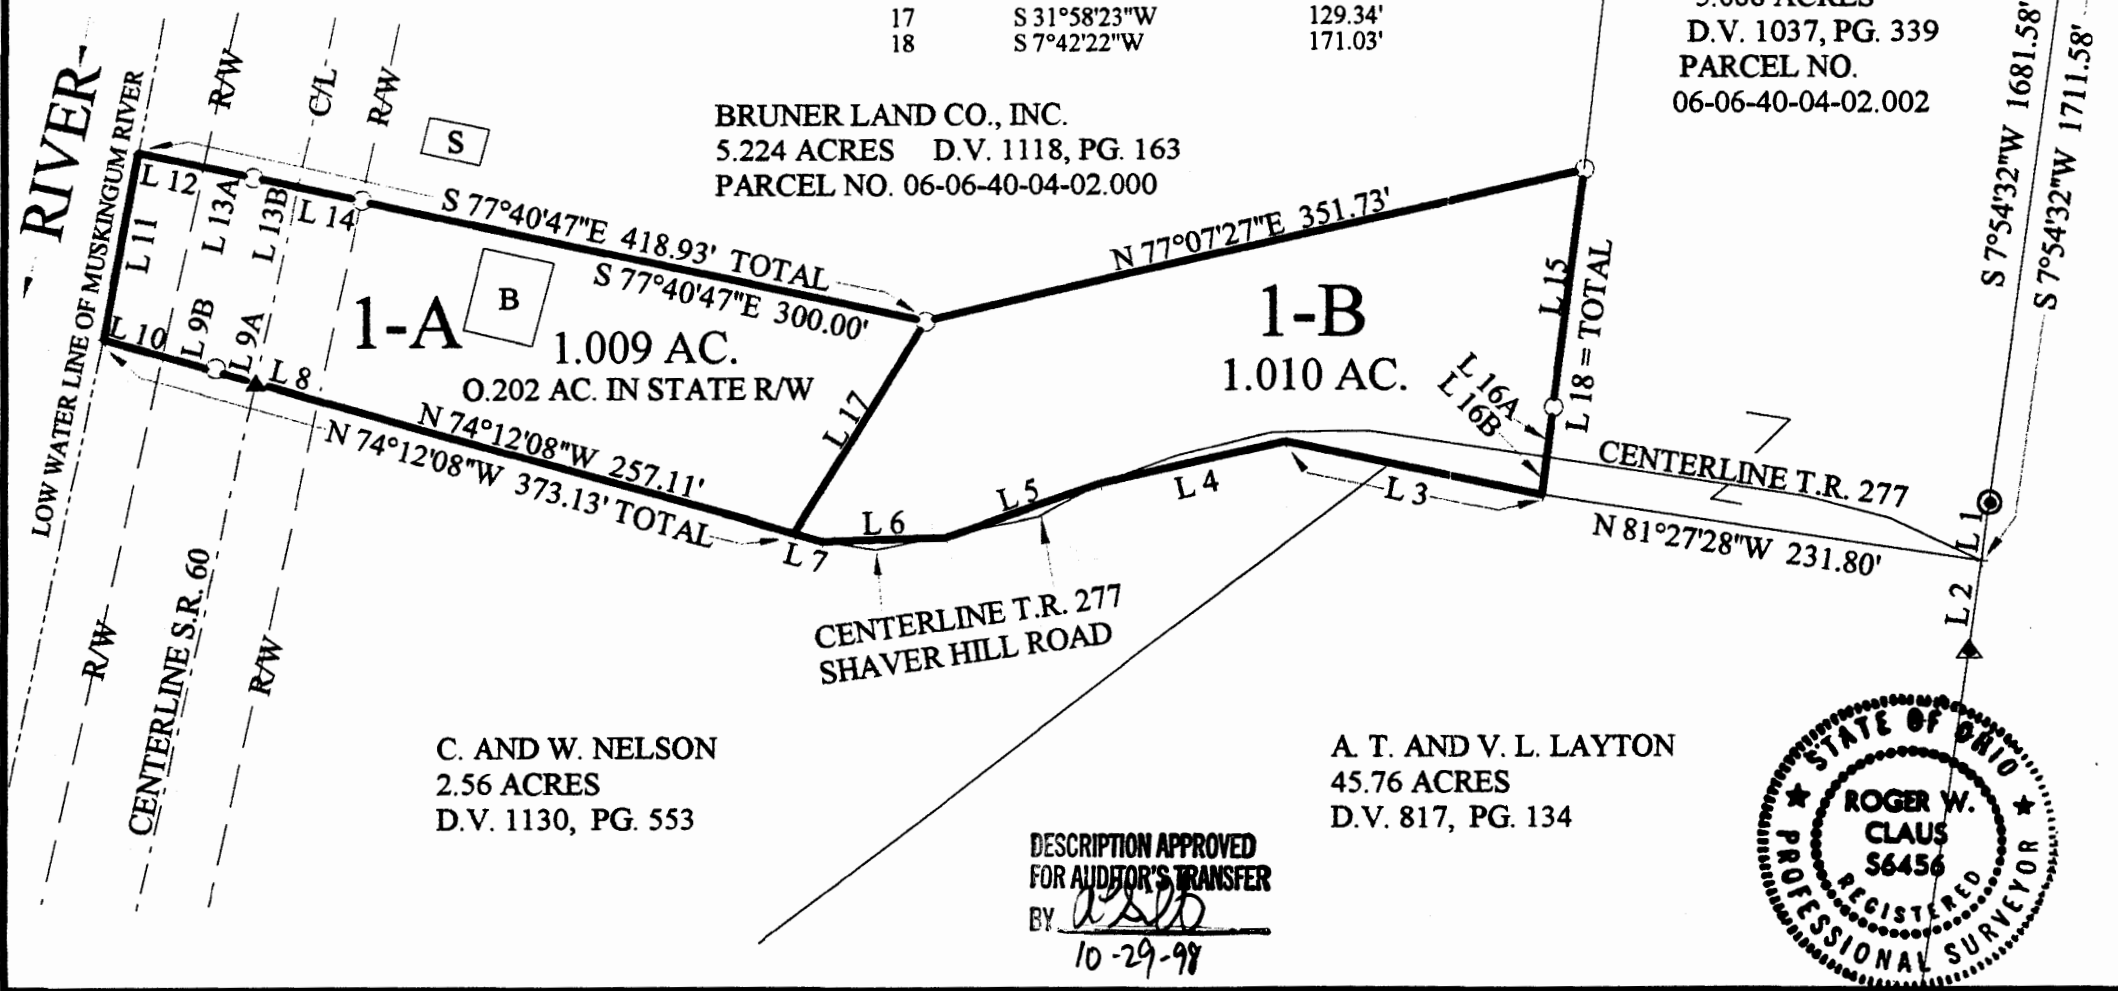 17 S 31°58'23"W 129.34'
18 S 7°42'22"W 171.03'
D.V. 1037, PG. 339
PARCEL NO.
06-06-40-04-02.002
S 7°54'32"W 1681.58'
S 7°54'32"W 1711.58'
RIVER
LOW WATER LINE OF MUSKINGUM RIVER
R/W
C/L
R/W
S
BRUNER LAND CO., INC.
5.224 ACRES D.V. 1118, PG. 163
PARCEL NO. 06-06-40-04-02.000
L 12
L 13A
L 13B
L 14
L 11
S 77°40'47"E 418.93' TOTAL
S 77°40'47"E 300.00'
N 77°07'27"E 351.73'
L 15
L 18 = TOTAL
1-A
B
1.009 AC.
O.202 AC. IN STATE R/W
1-B
1.010 AC.
L 10
L 9B
L 9A
L 8
L 17
L 16A
L 16B
N 74°12'08"W 257.11'
N 74°12'08"W 373.13' TOTAL
L 7
L 6
L 5
L 4
L 3
CENTERLINE T.R. 277
N 81°27'28"W 231.80'
L 1
L 2
CENTERLINE T.R. 277
SHAVER HILL ROAD
R/W
CENTERLINE S.R. 60
R/W
C. AND W. NELSON
2.56 ACRES
D.V. 1130, PG. 553
A. T. AND V. L. LAYTON
45.76 ACRES
D.V. 817, PG. 134
DESCRIPTION APPROVED
FOR AUDITOR'S TRANSFER
BY
10-29-98
STATE OF OHIO
ROGER W.
CLAUS
S6456
REGISTERED
PROFESSIONAL SURVEYOR